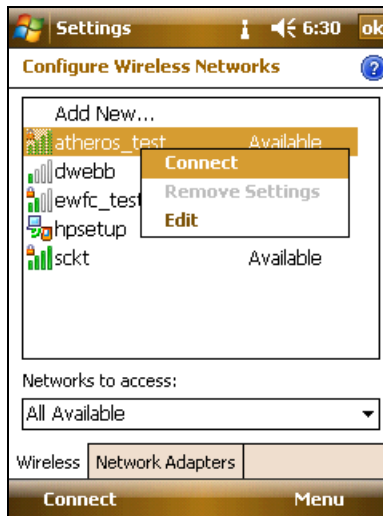 Settings 6:30 ok
Configure Wireless Networks ?
Add New...
atheros_test Available
dwebb
Connect
Remove Settings
ewfc_test
Edit
hpsetup
sckt Available
Networks to access:
All Available
Wireless Network Adapters
Connect Menu